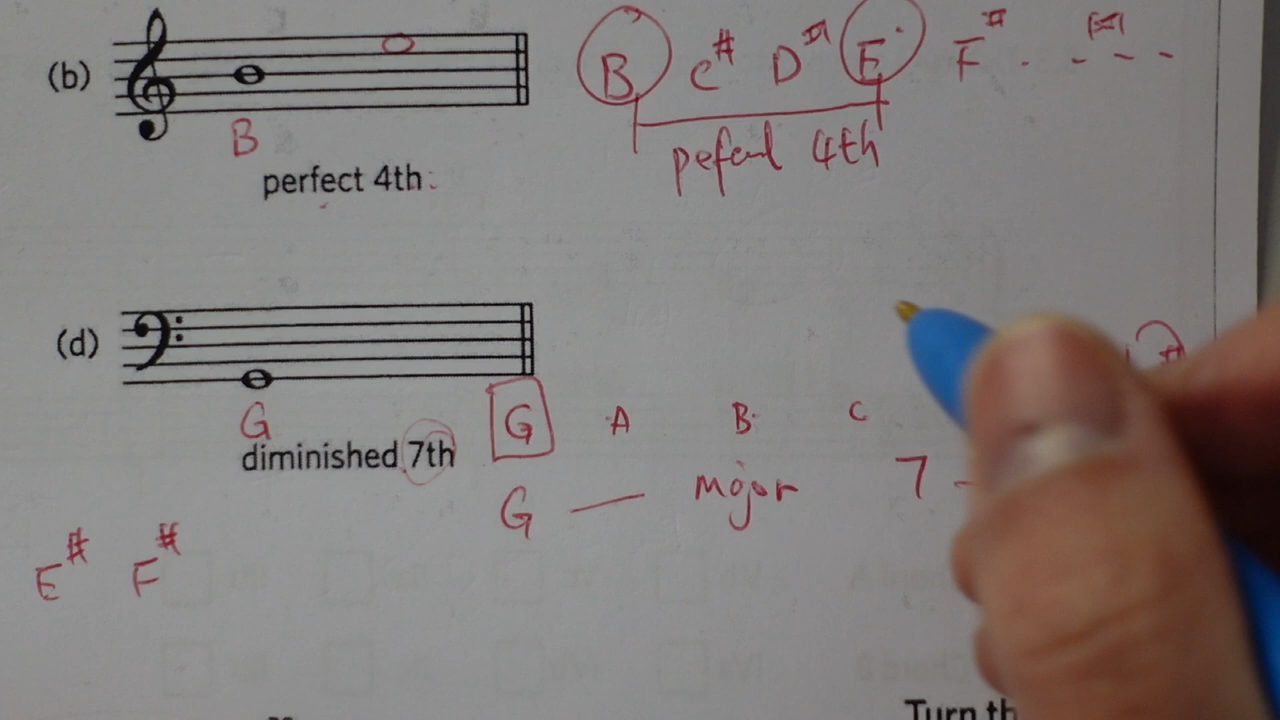 (b)
B C# D# E F# . - - -
B
pefect 4th
perfect 4th
(d)
G
diminished 7th
G A B C
G — major 7 -
E# F#
Turn th